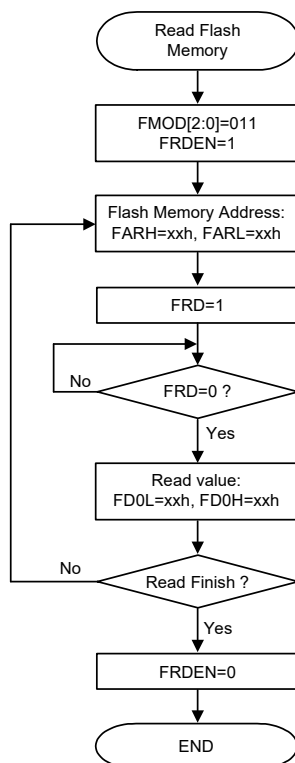 Read Flash
Memory
FMOD[2:0]=011
FRDEN=1
Flash Memory Address:
FARH=xxh, FARL=xxh
FRD=1
No
FRD=0 ?
Yes
Read value:
FD0L=xxh, FD0H=xxh
No
Read Finish ?
Yes
FRDEN=0
END